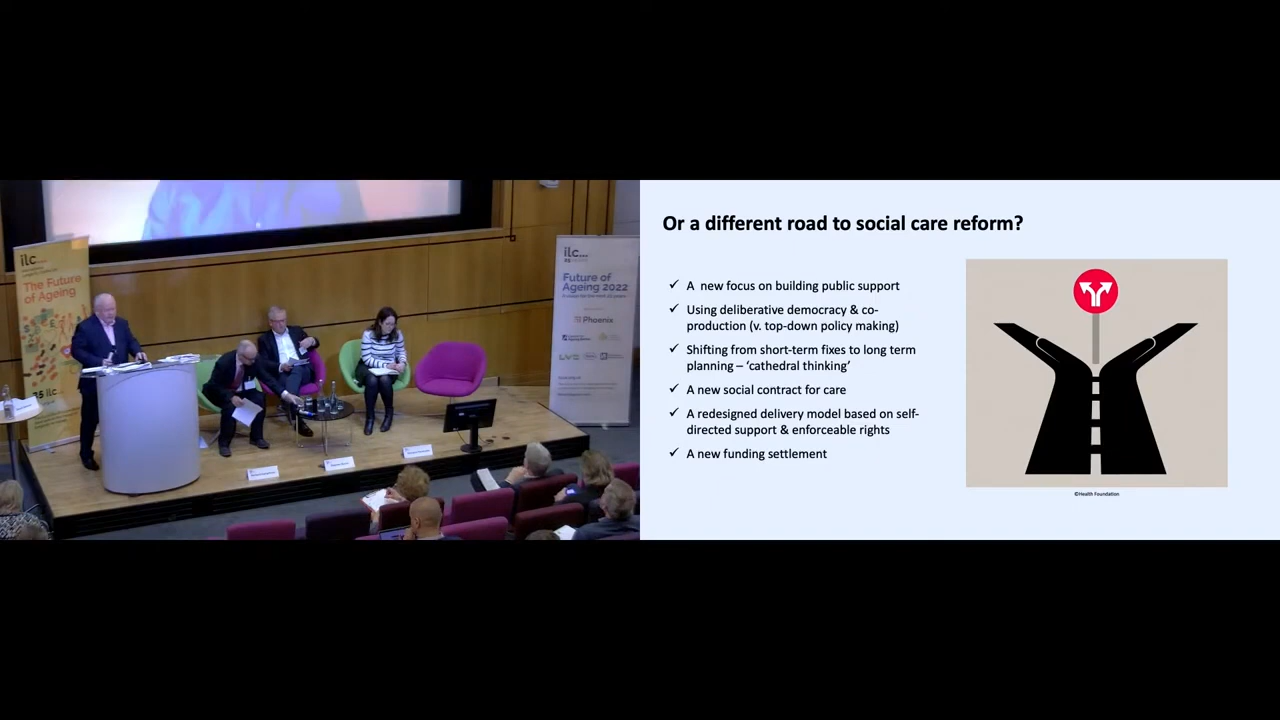 ilc
The Future
of Ageing
ilc
ilc
Future of
Ageing 2022
Phoenix
Or a different road to social care reform?
✓ A new focus on building public support
✓ Using deliberative democracy & co-
production (v. top-down policy making)
✓ Shifting from short-term fixes to long term
planning – ‘cathedral thinking’
✓ A new social contract for care
✓ A redesigned delivery model based on self-
directed support & enforceable rights
✓ A new funding settlement
©Health Foundation